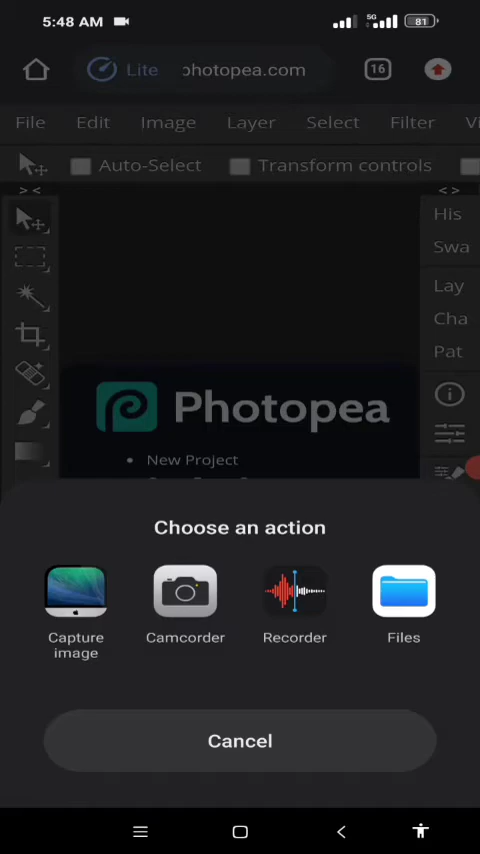 5:48 AM
5G
81
Lite
photopea.com
16
File Edit Image Layer Select Filter
Auto-Select Transform controls
> <
< >
His
Swa
Lay
Cha
Pat
Photopea
New Project
Choose an action
Capture image
Camcorder
Recorder
Files
Cancel